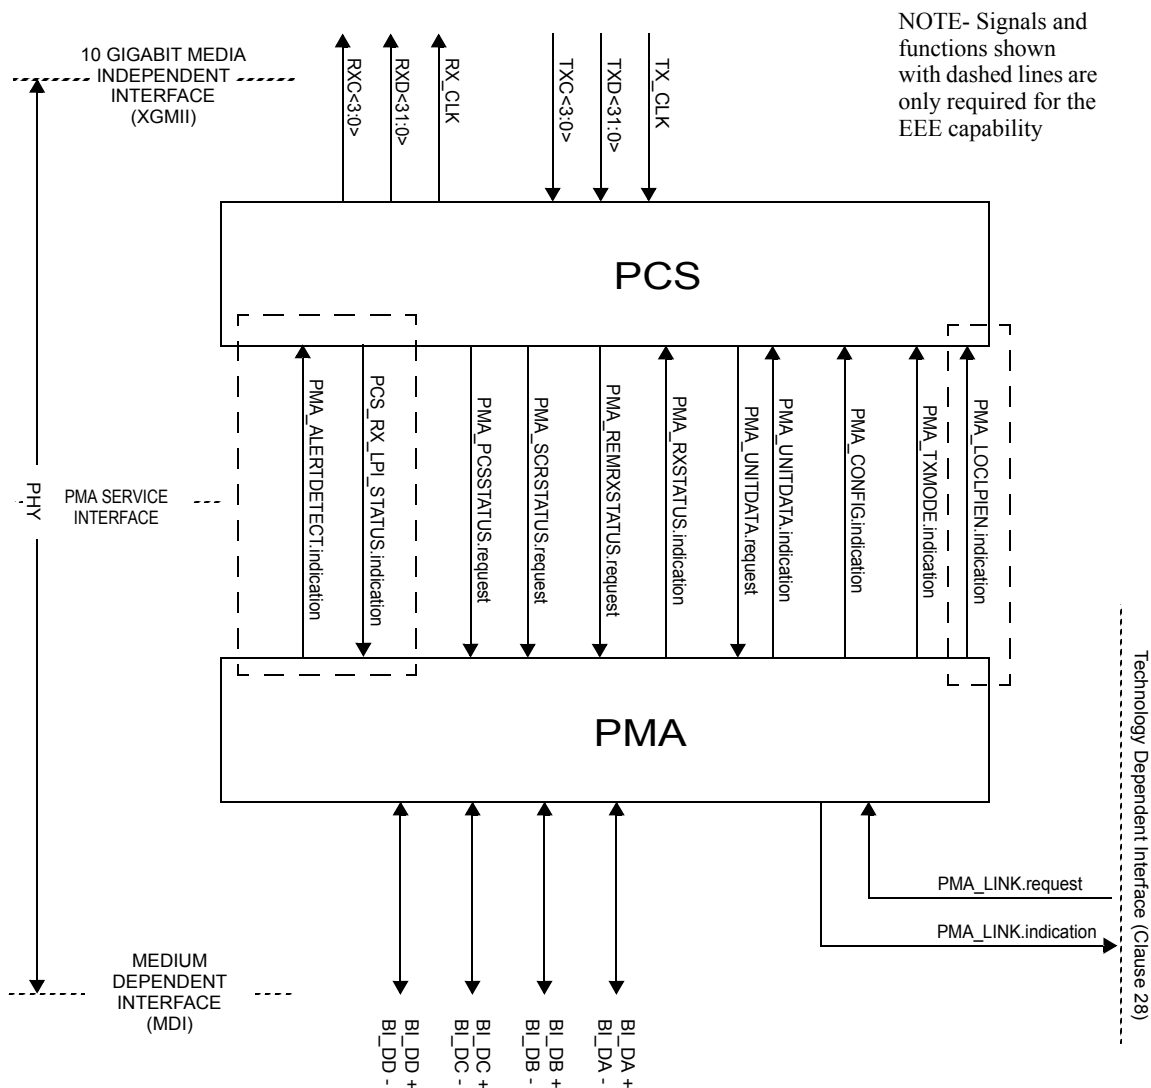 NOTE- Signals and
functions shown
with dashed lines are
only required for the
EEE capability
10 GIGABIT MEDIA
INDEPENDENT
INTERFACE
(XGMII)
RXC<3:0>
RXD<31:0>
RX_CLK
TXC<3:0>
TXD<31:0>
TX_CLK
PCS
PMA_ALERTDETECT.indication
PCS_RX_LPI_STATUS.indication
PMA_PCSSTATUS.request
PMA_SCRSTATUS.request
PMA_REMRXSTATUS.request
PMA_RXSTATUS.indication
PMA_UNITDATA.request
PMA_UNITDATA.indication
PMA_CONFIG.indication
PMA_TXMODE.indication
PMA_LOCLPIEN.indication
PHY
PMA SERVICE
INTERFACE
PMA
Technology Dependent Interface (Clause 28)
PMA_LINK.request
PMA_LINK.indication
MEDIUM
DEPENDENT
INTERFACE
(MDI)
BI_DD +
BI_DD -
BI_DC +
BI_DC -
BI_DB +
BI_DB -
BI_DA +
BI_DA -